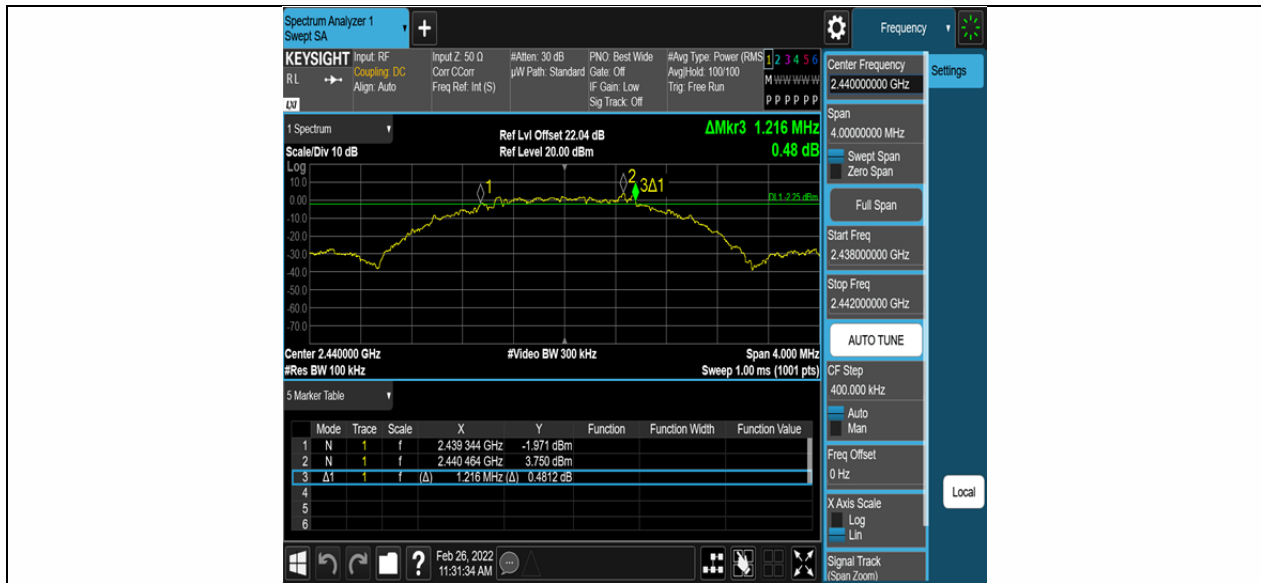 Spectrum Analyzer 1
Swept SA
+
Frequency
KEYSIGHT
RL
LXI
Input: RF
Coupling: DC
Align: Auto
Input Z: 50 Ω
Corr CCorr
Freq Ref: Int (S)
#Atten: 30 dB
µW Path: Standard
PNO: Best Wide
Gate: Off
IF Gain: Low
Sig Track: Off
#Avg Type: Power (RMS
Avg|Hold: 100/100
Trig: Free Run
1 2 3 4 5 6
M W W W W W
P P P P P P
1 Spectrum
Scale/Div 10 dB
Ref Lvl Offset 22.04 dB
Ref Level 20.00 dBm
ΔMkr3 1.216 MHz
0.48 dB
Log
10.0
0.00
-10.0
-20.0
-30.0
-40.0
-50.0
-60.0
-70.0
1
2
3Δ1
DL1 -2.25 dBm
Center 2.440000 GHz
#Video BW 300 kHz
Span 4.000 MHz
#Res BW 100 kHz
Sweep 1.00 ms (1001 pts)
5 Marker Table
Mode Trace Scale X Y Function Function Width Function Value
1 N 1 f 2.439 344 GHz -1.971 dBm
2 N 1 f 2.440 464 GHz 3.750 dBm
3 Δ1 1 f (Δ) 1.216 MHz (Δ) 0.4812 dB
4
5
6
?
Feb 26, 2022
11:31:34 AM
Center Frequency
2.440000000 GHz
Settings
Span
4.00000000 MHz
Swept Span
Zero Span
Full Span
Start Freq
2.438000000 GHz
Stop Freq
2.442000000 GHz
AUTO TUNE
CF Step
400.000 kHz
Auto
Man
Freq Offset
0 Hz
X Axis Scale
Log
Lin
Signal Track
(Span Zoom)
Local